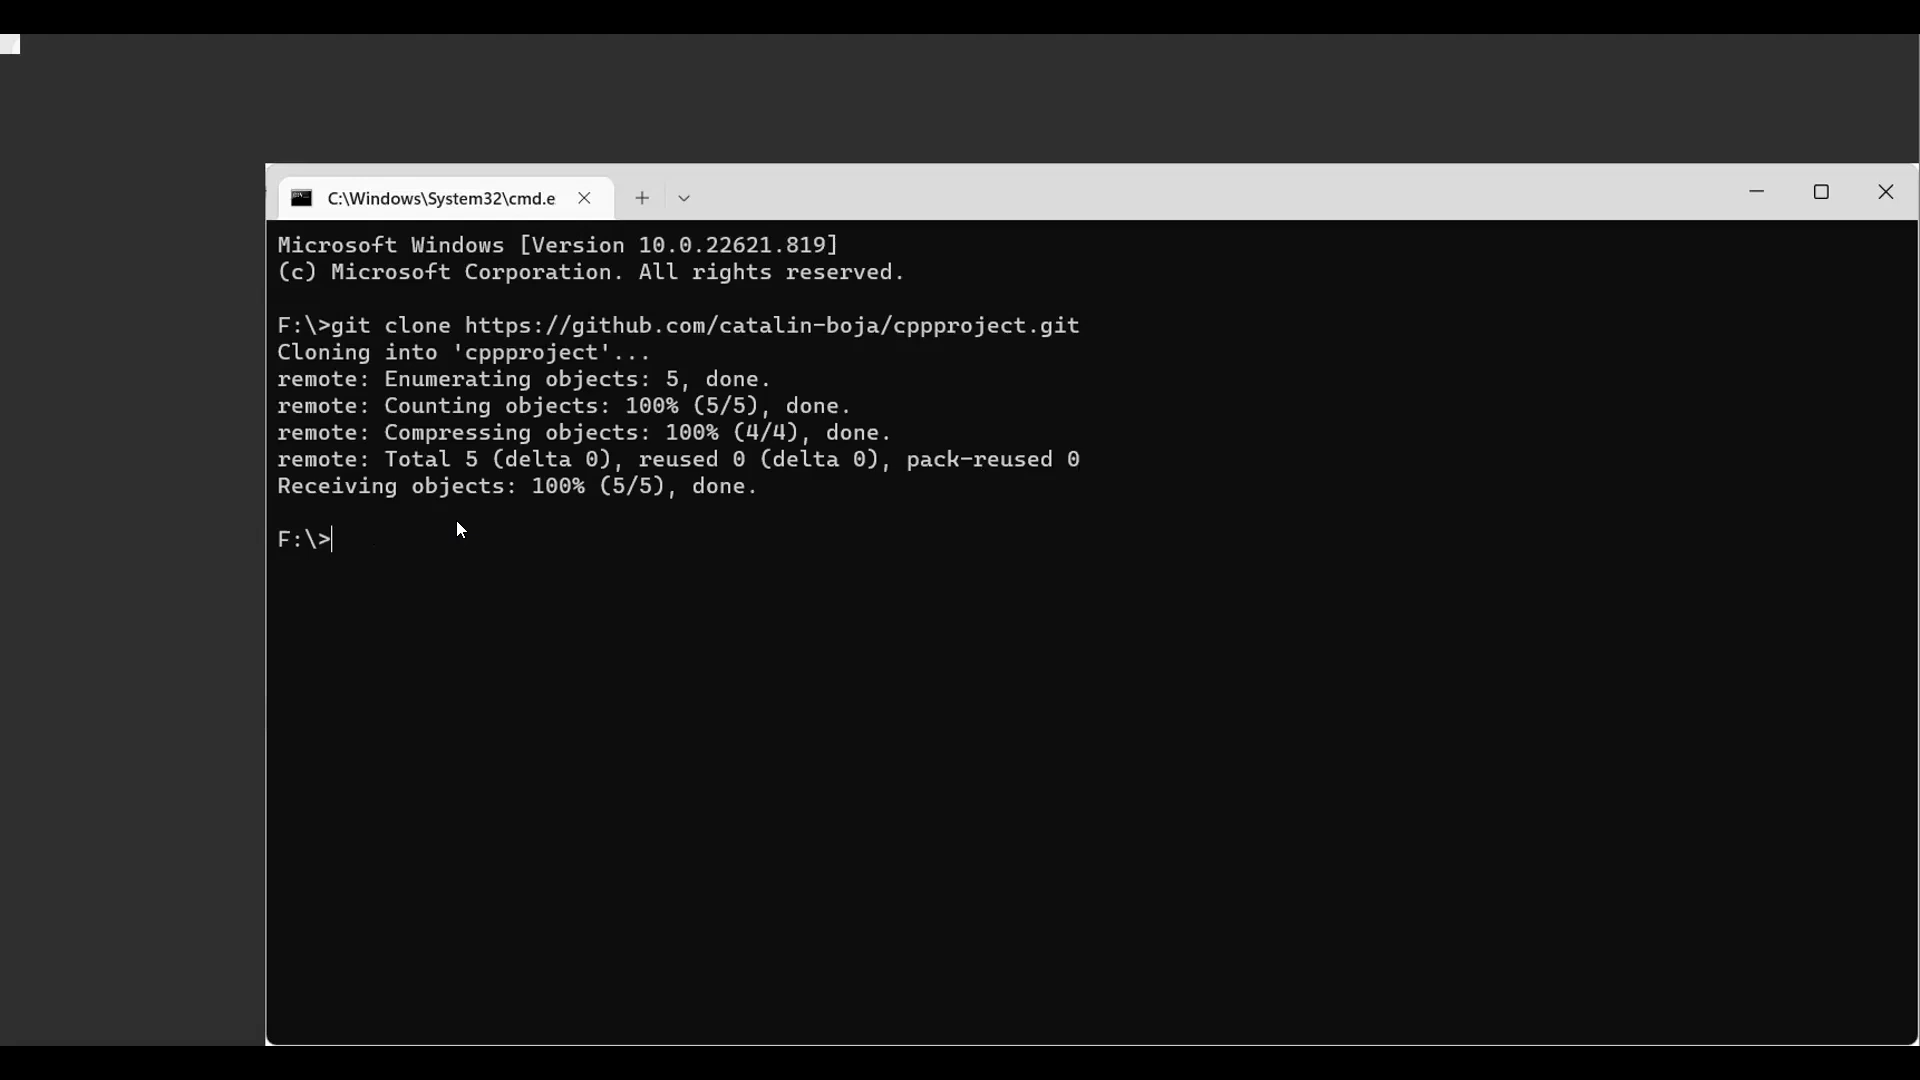 C:\Windows\System32\cmd.e
Microsoft Windows [Version 10.0.22621.819]
(c) Microsoft Corporation. All rights reserved.
F:\>git clone https://github.com/catalin-boja/cppproject.git
Cloning into 'cppproject'...
remote: Enumerating objects: 5, done.
remote: Counting objects: 100% (5/5), done.
remote: Compressing objects: 100% (4/4), done.
remote: Total 5 (delta 0), reused 0 (delta 0), pack-reused 0
Receiving objects: 100% (5/5), done.
F:\>